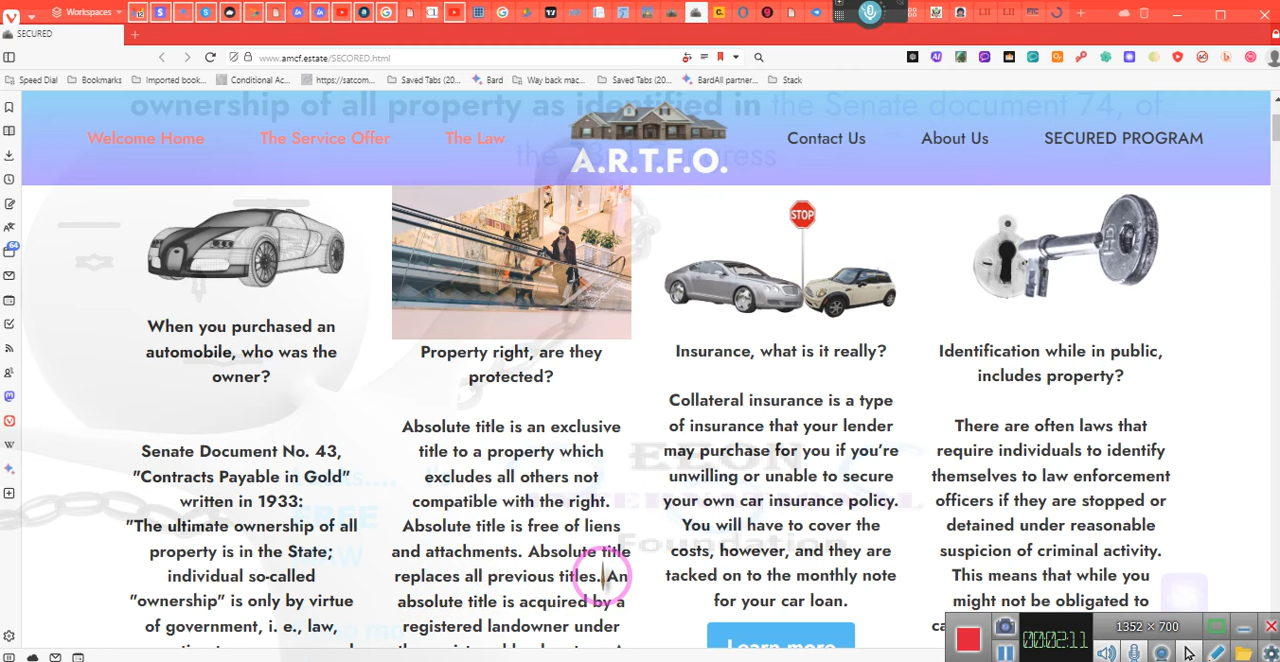 Workspaces
SECURED
www.amcf.estate/SECORED.html
Speed Dial
Bookmarks
Imported book...
Conditional Ac...
https://satcom...
Saved Tabs (20...
Bard
Way back mac...
Saved Tabs (20...
BardAll partner...
Stack
ownership of all property as identified in the Senate document 74, of
Welcome Home
The Service Offer
The Law
A.R.T.F.O.
Contact Us
About Us
SECURED PROGRAM
STOP
When you purchased an
automobile, who was the
owner?
Senate Document No. 43,
"Contracts Payable in Gold"
written in 1933:
"The ultimate ownership of all
property is in the State;
individual so-called
"ownership" is only by virtue
of government, i. e., law,
Property right, are they
protected?
Absolute title is an exclusive
title to a property which
excludes all others not
compatible with the right.
Absolute title is free of liens
and attachments. Absolute title
replaces all previous titles. An
absolute title is acquired by a
registered landowner under
Insurance, what is it really?
Collateral insurance is a type
of insurance that your lender
may purchase for you if you’re
unwilling or unable to secure
your own car insurance policy.
You will have to cover the
costs, however, and they are
tacked on to the monthly note
for your car loan.
Learn more
Identification while in public,
includes property?
There are often laws that
require individuals to identify
themselves to law enforcement
officers if they are stopped or
detained under reasonable
suspicion of criminal activity.
This means that while you
might not be obligated to
EEON
INTERNATIONAL
Foundation
FREE
64
1352 × 700
00:02:11